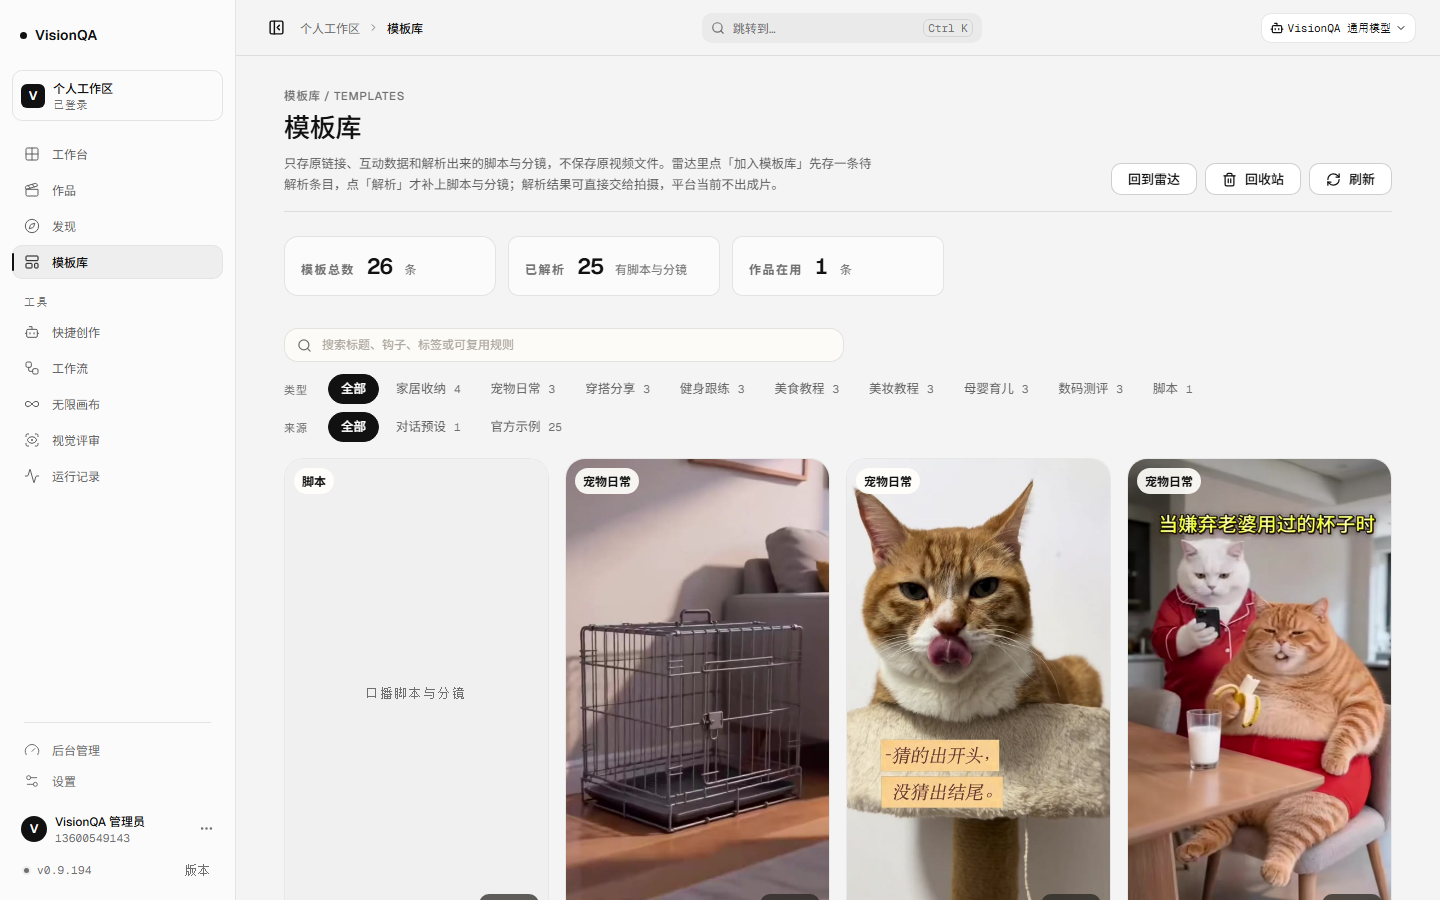 VisionQA
V
个人工作区
已登录
工作台
作品
发现
模板库
工具
快捷创作
工作流
无限画布
视觉评审
运行记录
后台管理
设置
V
VisionQA 管理员
13600549143
v0.9.194
版本
个人工作区
模板库
跳转到…
Ctrl K
VisionQA 通用模型
模板库 / TEMPLATES
模板库
只存原链接、互动数据和解析出来的脚本与分镜，不保存原视频文件。雷达里点「加入模板库」先存一条待
解析条目，点「解析」才补上脚本与分镜；解析结果可直接交给拍摄，平台当前不出成片。
回到雷达
回收站
刷新
模板总数 26 条
已解析 25 有脚本与分镜
作品在用 1 条
搜索标题、钩子、标签或可复用规则
类型 全部 家居收纳 4 宠物日常 3 穿搭分享 3 健身跟练 3 美食教程 3 美妆教程 3 母婴育儿 3 数码测评 3 脚本 1
来源 全部 对话预设 1 官方示例 25
脚本
口播脚本与分镜
宠物日常
宠物日常
-猜的出开头，
没猜出结尾。
宠物日常
当嫌弃老婆用过的杯子时